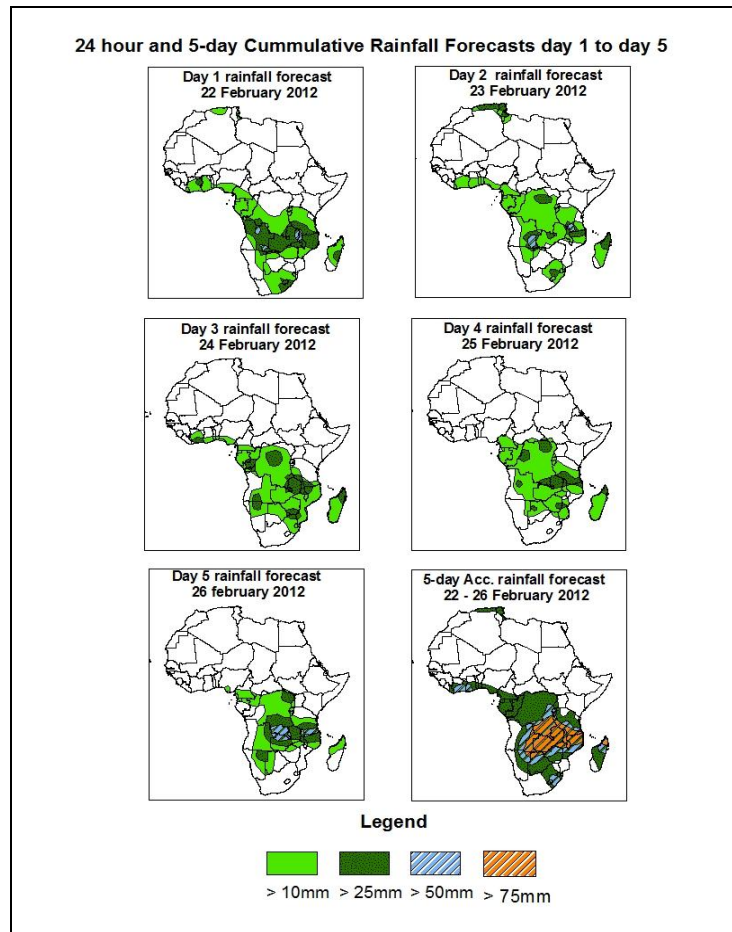 24 hour and 5-day Cummulative Rainfall Forecasts day 1 to day 5
Day 1 rainfall forecast
22 February 2012
Day 2 rainfall forecast
23 February 2012
Day 3 rainfall forecast
24 February 2012
Day 4 rainfall forecast
25 February 2012
Day 5 rainfall forecast
26 february 2012
5-day Acc. rainfall forecast
22 - 26 February 2012
Legend
> 10mm > 25mm > 50mm > 75mm